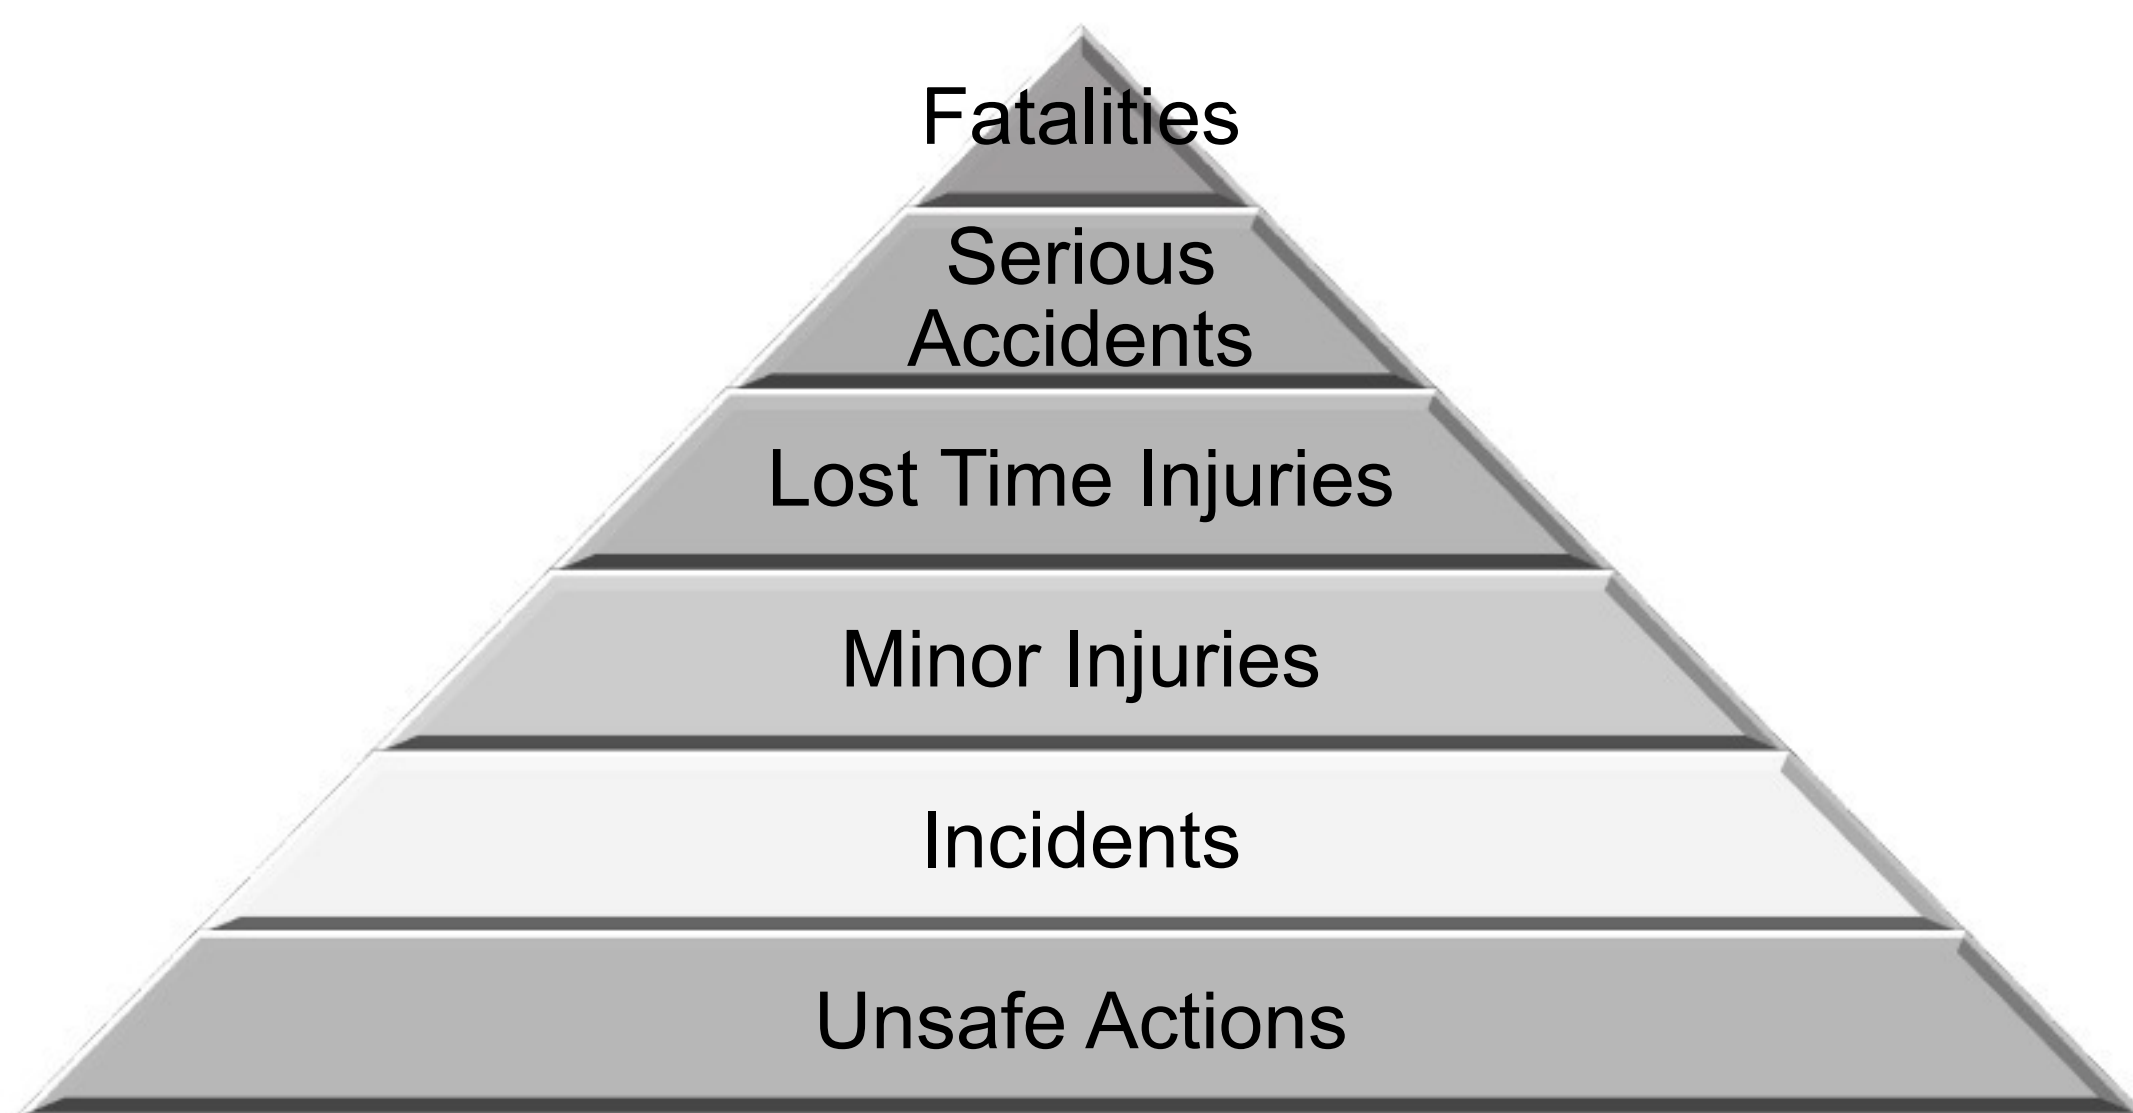 Fatalities
Serious
Accidents
Lost Time Injuries
Minor Injuries
Incidents
Unsafe Actions